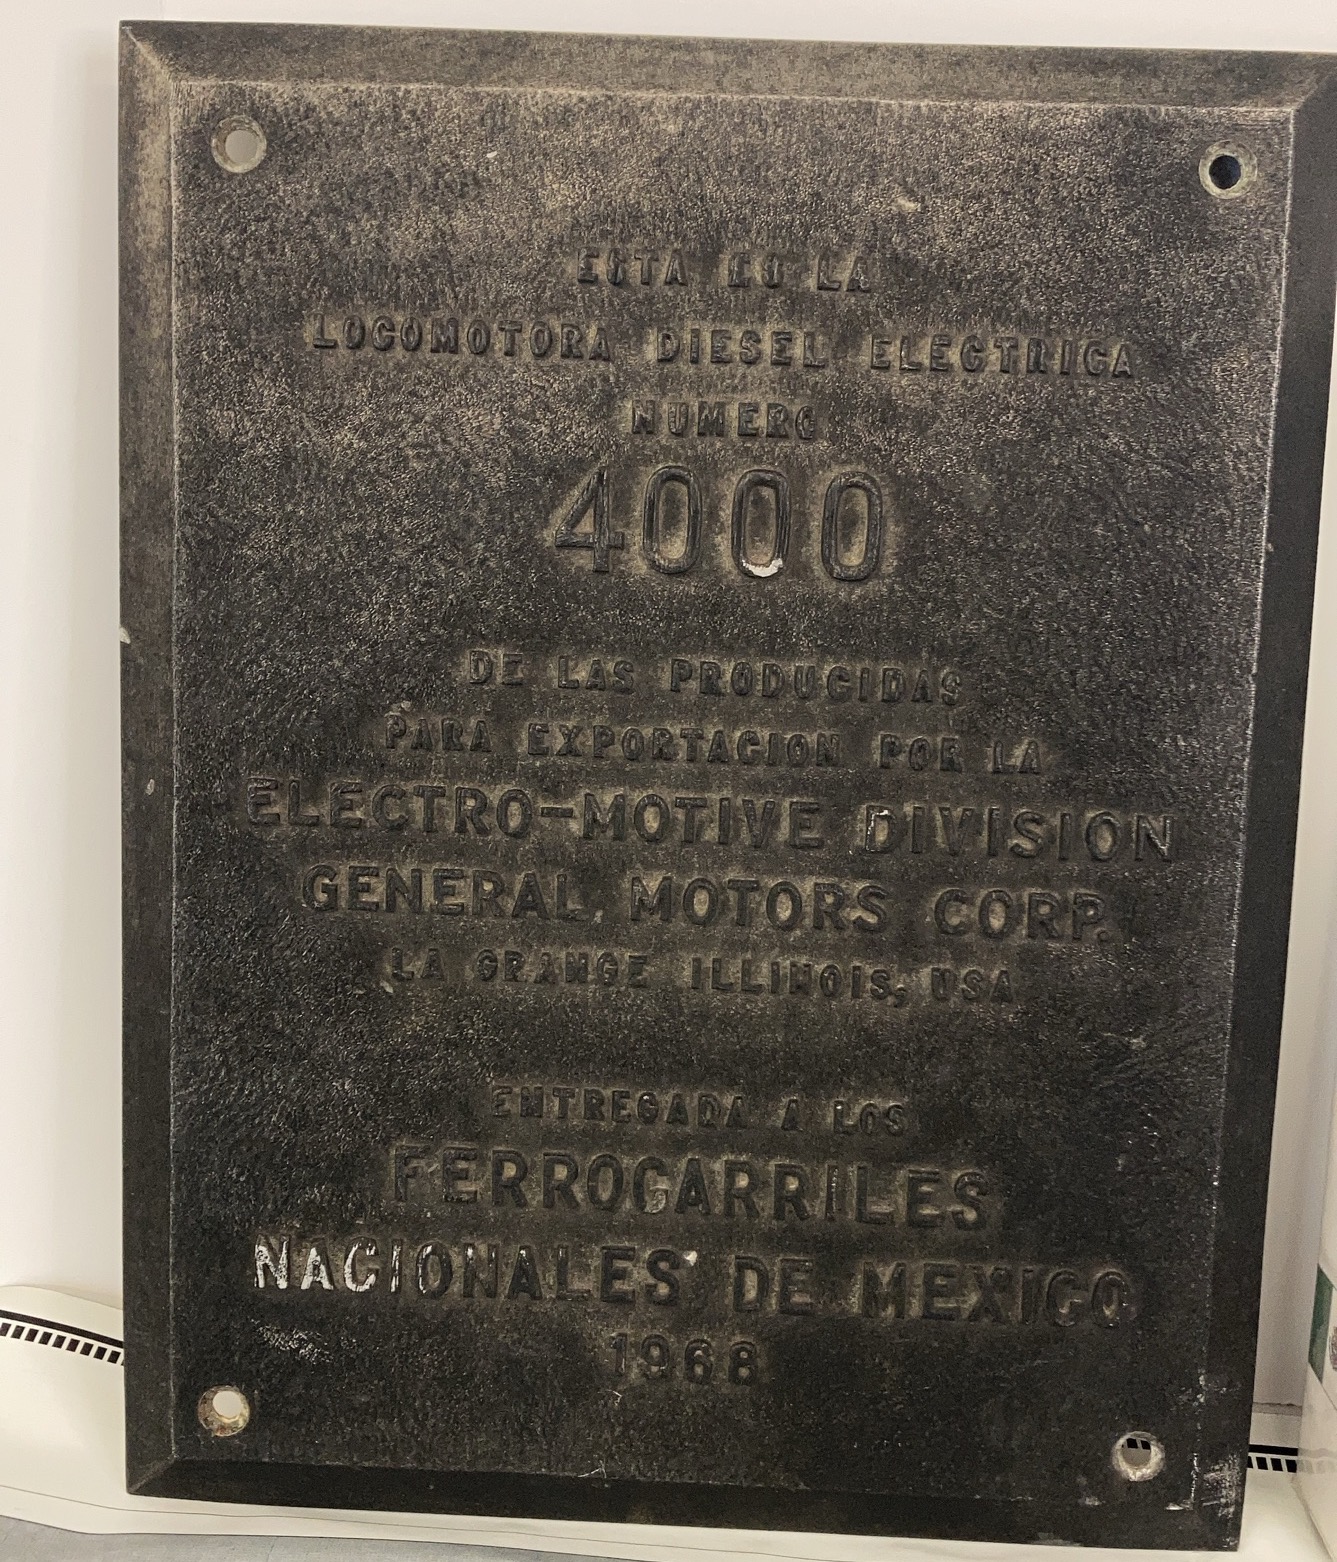 ESTA ES LA
LOCOMOTORA DIESEL ELECTRICA
NUMERO
4000
DE LAS PRODUCIDAS
PARA EXPORTACION POR LA
ELECTRO-MOTIVE DIVISION
GENERAL MOTORS CORP.
LA GRANGE ILLINOIS, USA
ENTREGADA A LOS
FERROCARRILES
NACIONALES DE MEXICO
1968